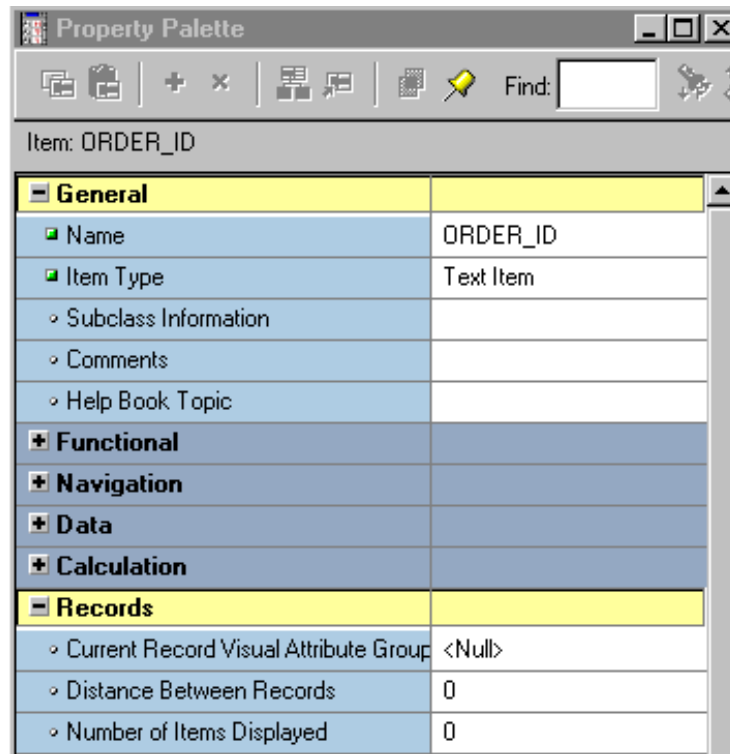 Property Palette
Find:
Item: ORDER_ID
General
Name ORDER_ID
Item Type Text Item
Subclass Information
Comments
Help Book Topic
Functional
Navigation
Data
Calculation
Records
Current Record Visual Attribute Group <Null>
Distance Between Records 0
Number of Items Displayed 0